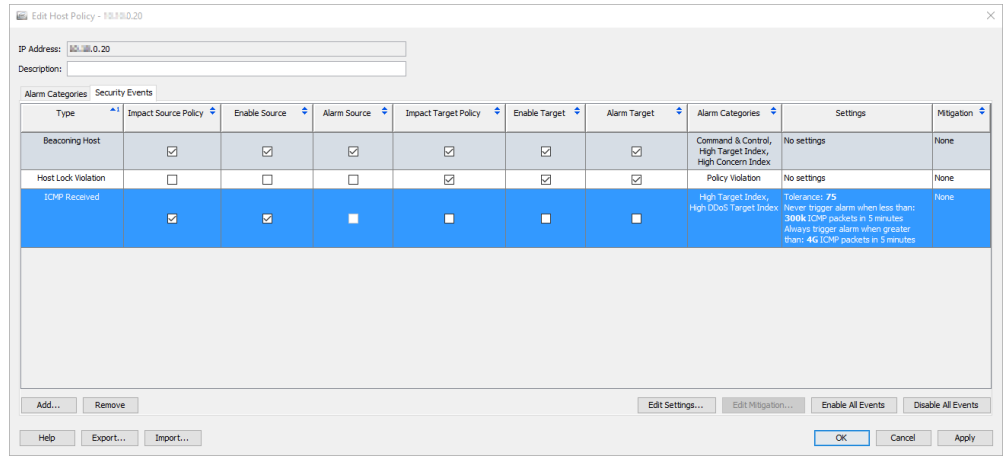 Edit Host Policy - 10.10.0.20
IP Address: .0.20
Description:
Alarm Categories Security Events
Type 1 Impact Source Policy Enable Source Alarm Source Impact Target Policy Enable Target Alarm Target Alarm Categories Settings Mitigation
Beaconing Host Command & Control, No settings None
High Target Index,
High Concern Index
Host Lock Violation Policy Violation No settings None
ICMP Received High Target Index, Tolerance: 75 None
High DDoS Target Index Never trigger alarm when less than:
300k ICMP packets in 5 minutes
Always trigger alarm when greater
than: 4G ICMP packets in 5 minutes
Add... Remove Edit Settings... Edit Mitigation... Enable All Events Disable All Events
Help Export... Import... OK Cancel Apply